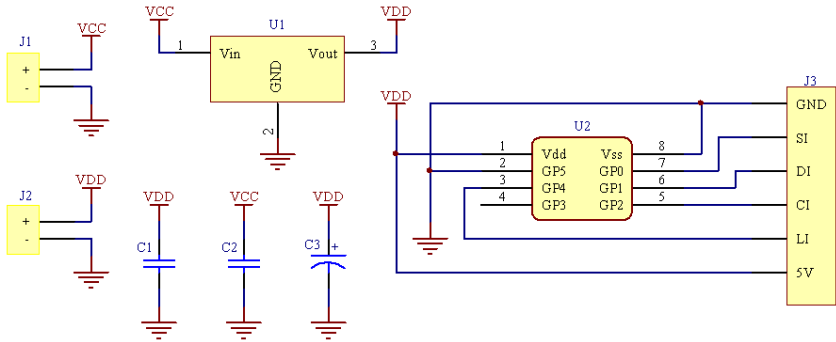 J1
VCC
+
-
VCC
U1
VDD
1
Vin
Vout
3
GND
2
J2
VDD
+
-
VDD
C1
VCC
C2
VDD
C3
+
VDD
U2
1
Vdd
Vss
8
2
GP5
GP0
7
3
GP4
GP1
6
4
GP3
GP2
5
J3
GND
SI
DI
CI
LI
5V